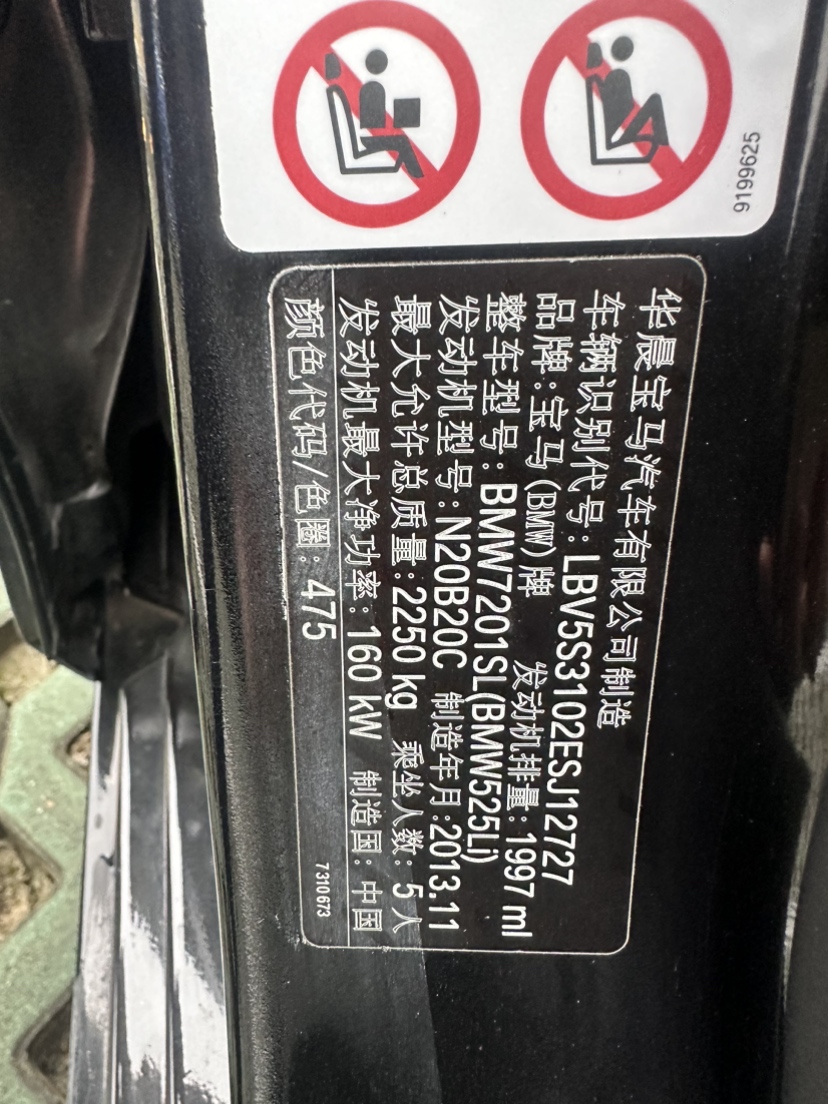 9199625
华晨宝马汽车有限公司制造
车辆识别代号:LBV5S3102ESJ12727
品牌:宝马(BMW)牌 发动机排量:1997 ml
整车型号:BMW7201SL(BMW525Li)
发动机型号:N20B20C 制造年月:2013.11
最大允许总质量:2250 kg 乘坐人数:5人
发动机最大净功率:160 kW 制造国:中国
颜色代码/色圈:475
7310673